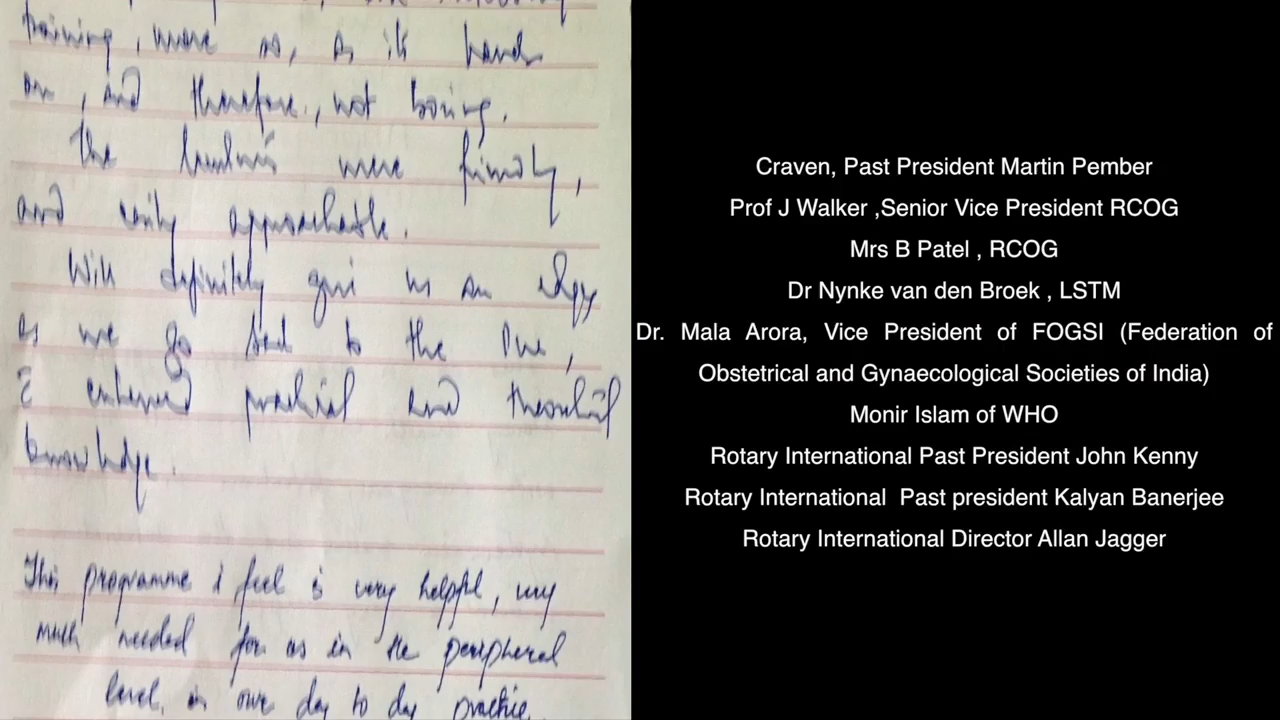 training, more so, as its hands
on, and therefore, not boring.
The trainers were friendly,
and easily approachable.
Will definitely give us an edge
as we go back to the
enhanced practical and theoretical
knowledge.
This programme i feel is very helpful, very
much needed for us in the peripheral
level, in our day to day practice.
Craven, Past President Martin Pember
Prof J Walker ,Senior Vice President RCOG
Mrs B Patel , RCOG
Dr Nynke van den Broek , LSTM
Dr. Mala Arora, Vice President of FOGSI (Federation of
Obstetrical and Gynaecological Societies of India)
Monir Islam of WHO
Rotary International Past President John Kenny
Rotary International  Past president Kalyan Banerjee
Rotary International Director Allan Jagger